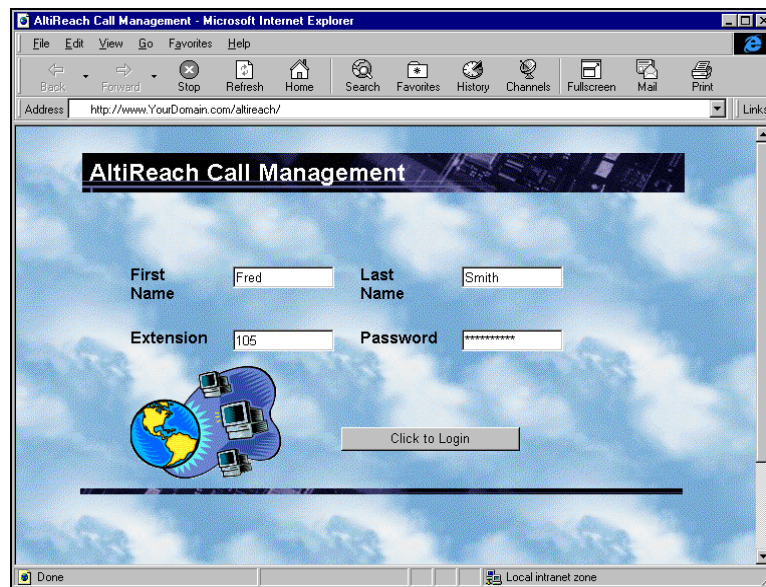 AltiReach Call Management - Microsoft Internet Explorer
File Edit View Go Favorites Help
Back Forward Stop Refresh Home Search Favorites History Channels Fullscreen Mail Print
Address http://www.YourDomain.com/altireach/ Links
AltiReach Call Management
First Name Fred Last Name Smith
Extension 105 Password **********
Click to Login
Done Local intranet zone